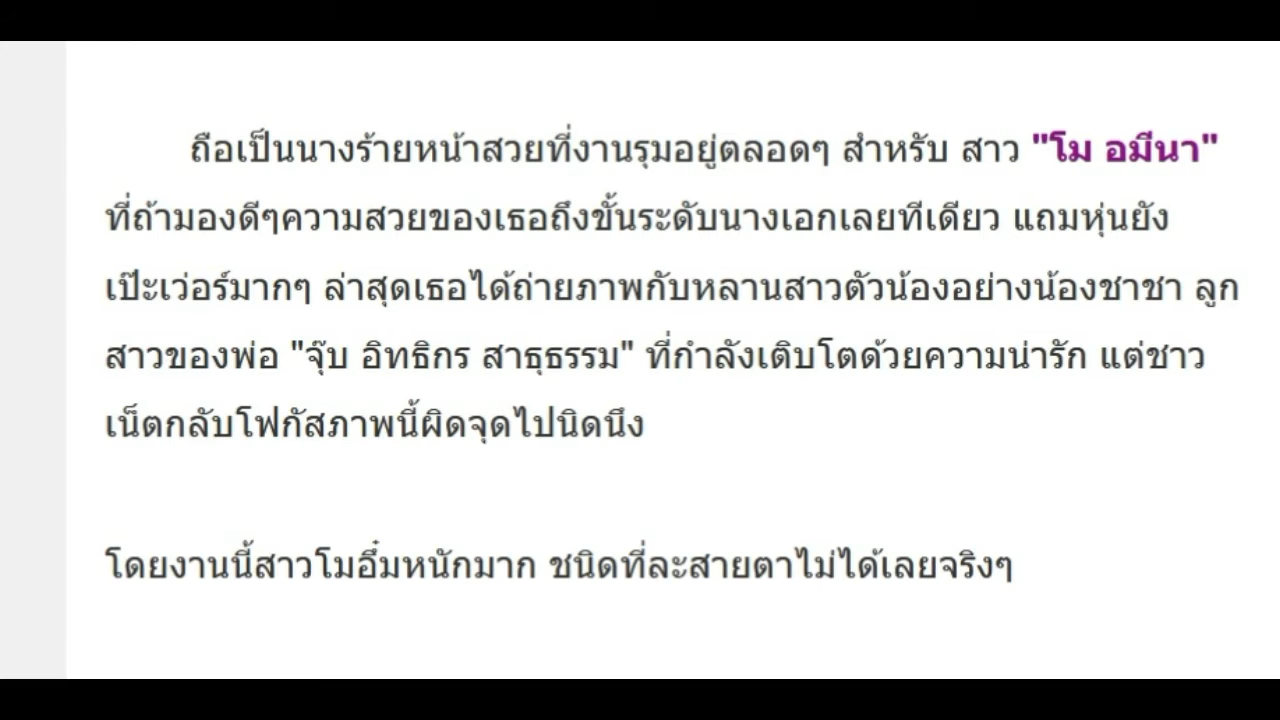 ถือเป็นนางร้ายหน้าสวยที่งานรุมอยู่ตลอดๆ สำหรับ สาว "โม อมีนา"
ที่ถ้ามองดีๆความสวยของเธอถึงขั้นระดับนางเอกเลยทีเดียว แถมหุ่นยัง
เป๊ะเว่อร์มากๆ ล่าสุดเธอได้ถ่ายภาพกับหลานสาวตัวน้องอย่างน้องชาชา ลูก
สาวของพ่อ "จุ๊บ อิทธิกร สาธุธรรม" ที่กำลังเติบโตด้วยความน่ารัก แต่ชาว
เน็ตกลับโฟกัสภาพนี้ผิดจุดไปนิดนึง
โดยงานนี้สาวโมอึ๋มหนักมาก ชนิดที่ละสายตาไม่ได้เลยจริงๆ